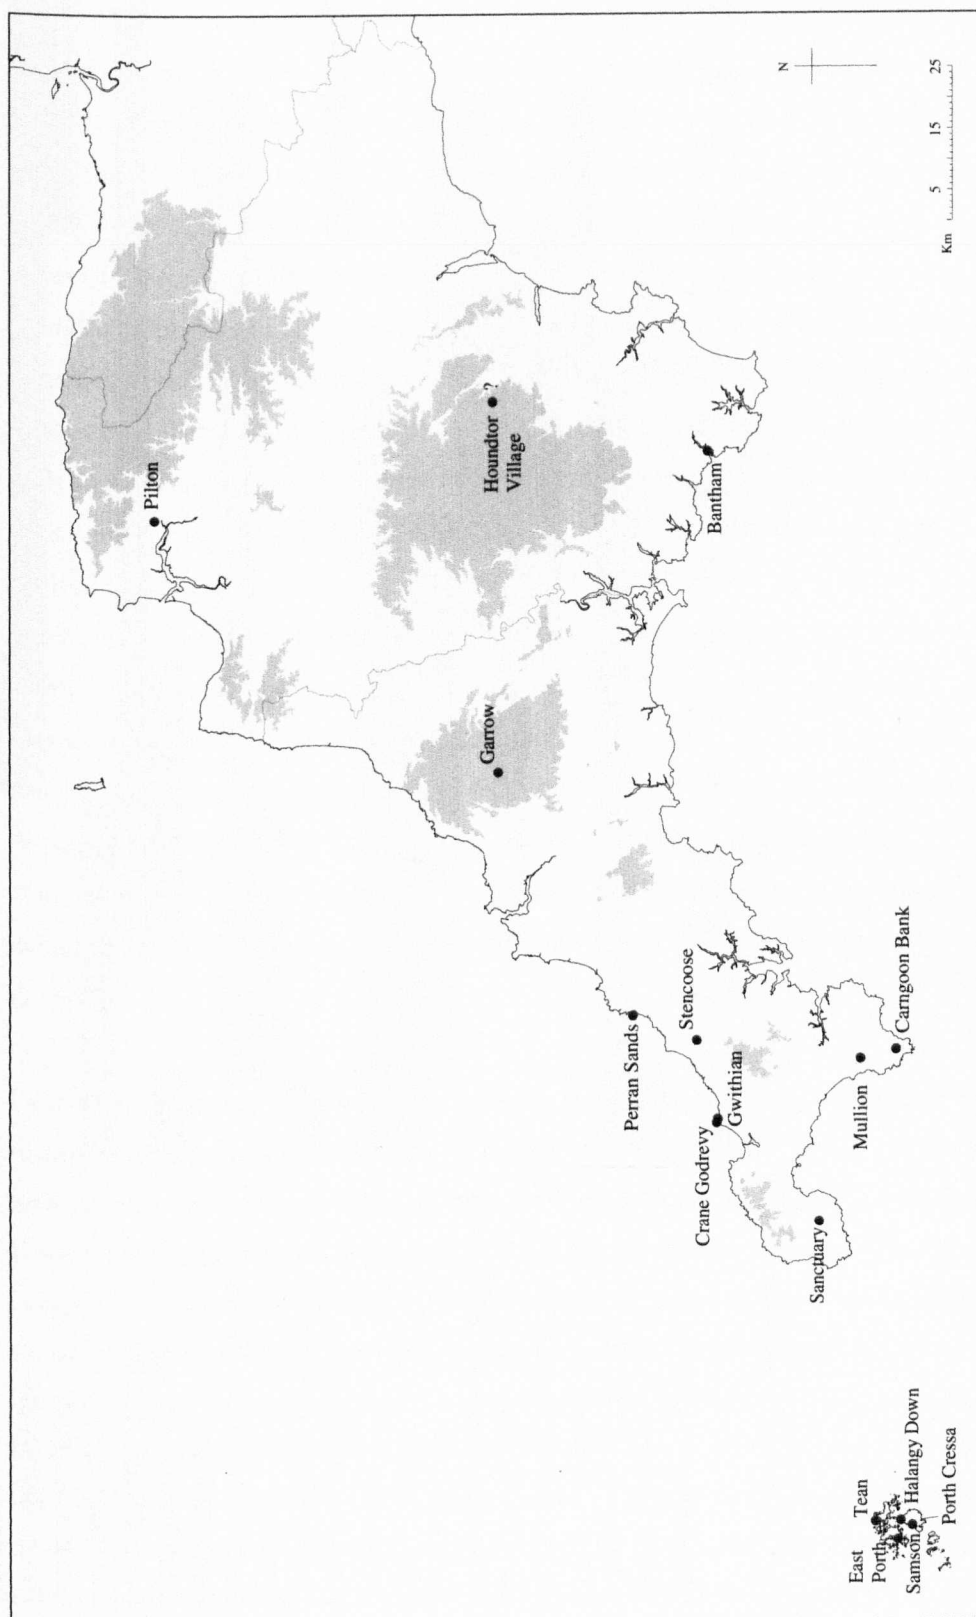 N
Km
5
15
25
Pilton
Houndtor
Village
?
Garrow
Bantham
Perran Sands
Stencoose
Crane Godrevy
Gwithian
Carngoon Bank
Mullion
Sanctuary
East
Porth
Tean
Samson
Halangy Down
Porth Cressa